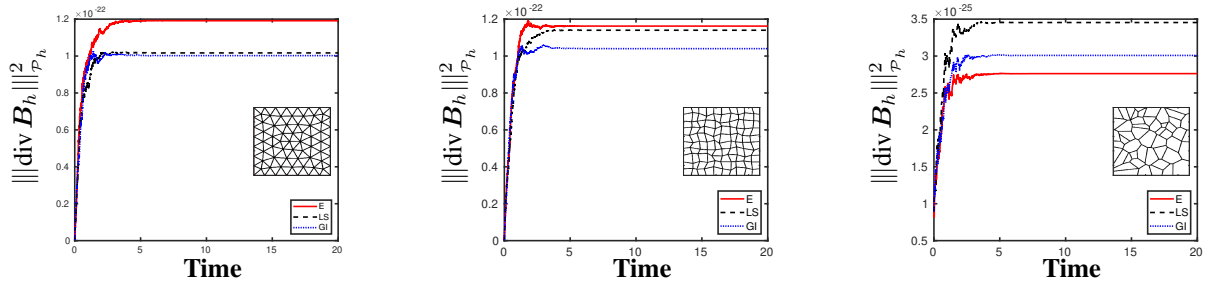 ×10⁻²² ×10⁻²² ×10⁻²⁵
1.2 1.2 3.5
1 1 3
0.8 0.8 2.5
0.6 0.6 2
0.4 0.4 1.5
0.2 0.2 1
0 0 0.5
|||div B_h|||²_{P_h} |||div B_h|||²_{P_h} |||div B_h|||²_{P_h}
E E E
LS LS LS
GI GI GI
0 5 10 15 20 0 5 10 15 20 0 5 10 15 20
Time Time Time